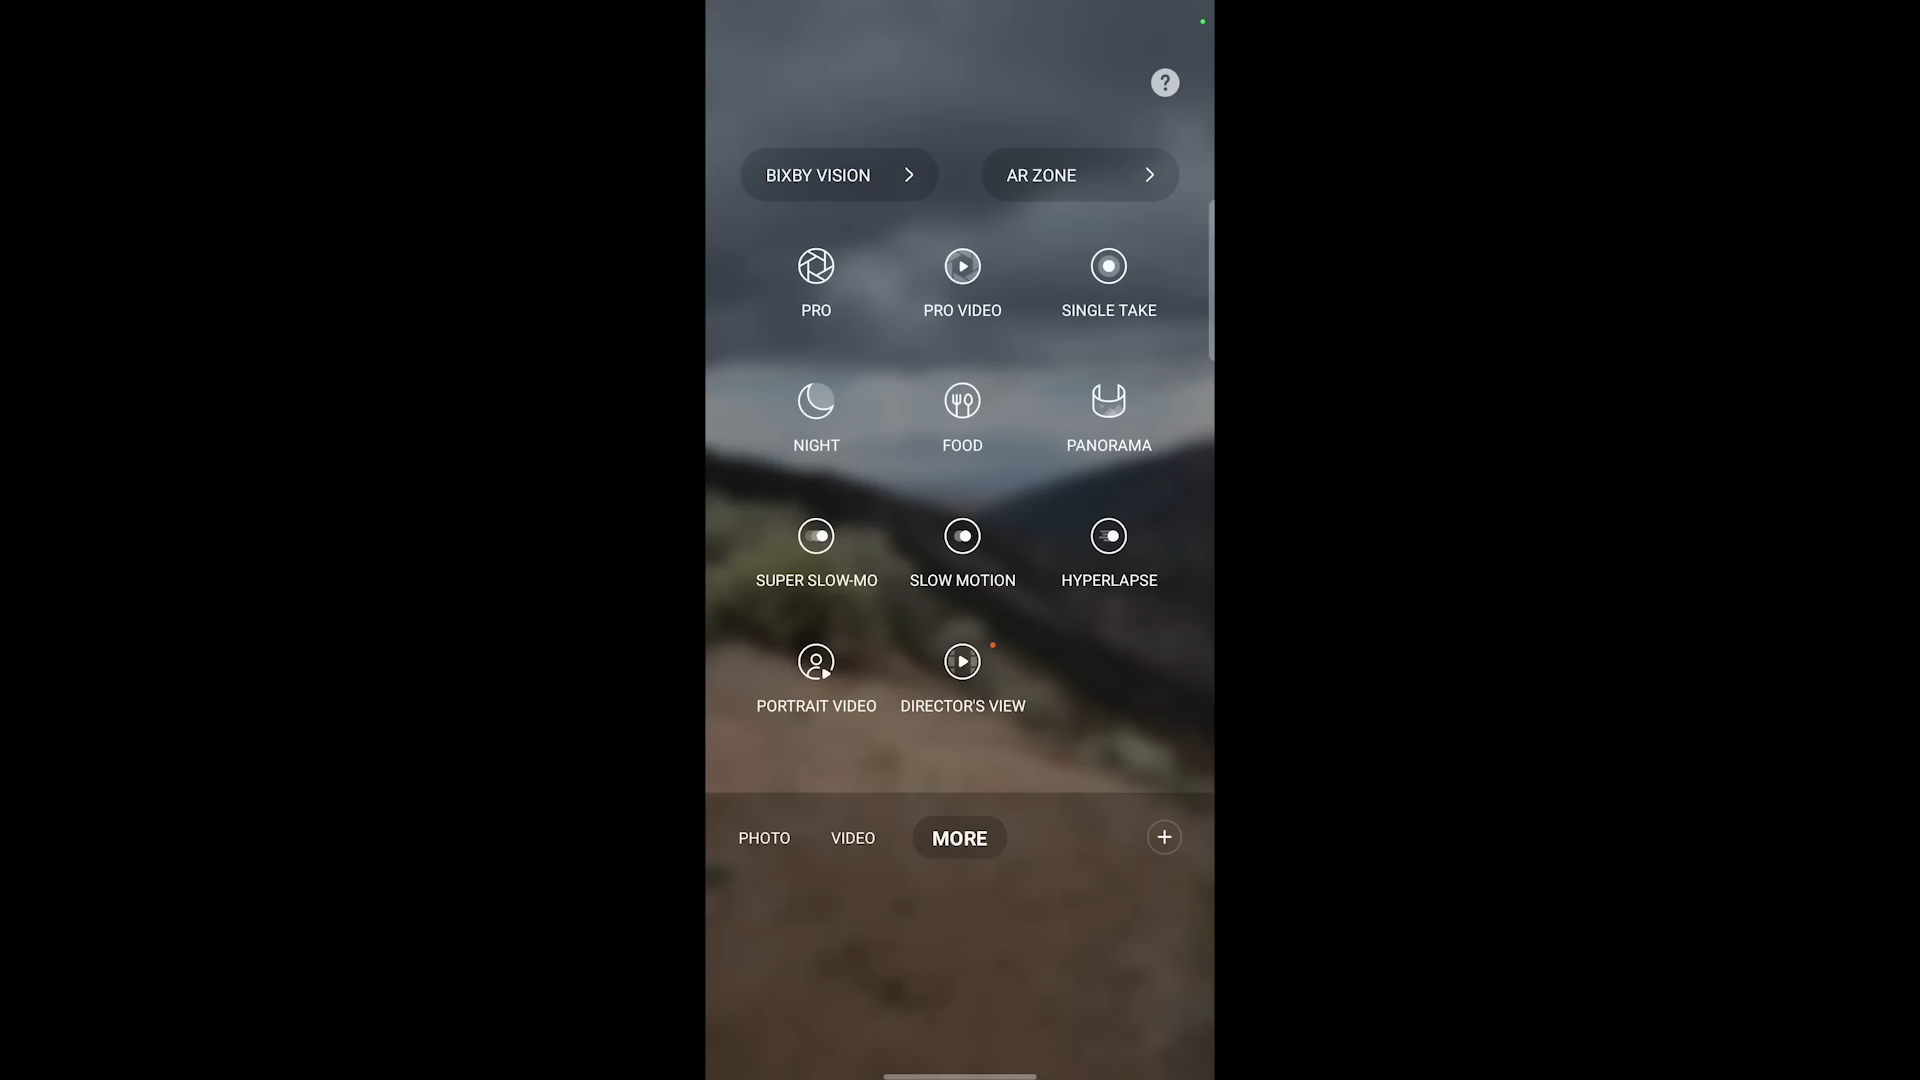 ?
BIXBY VISION
AR ZONE
PRO
PRO VIDEO
SINGLE TAKE
NIGHT
FOOD
PANORAMA
SUPER SLOW-MO
SLOW MOTION
HYPERLAPSE
PORTRAIT VIDEO
DIRECTOR'S VIEW
PHOTO
VIDEO
MORE
+